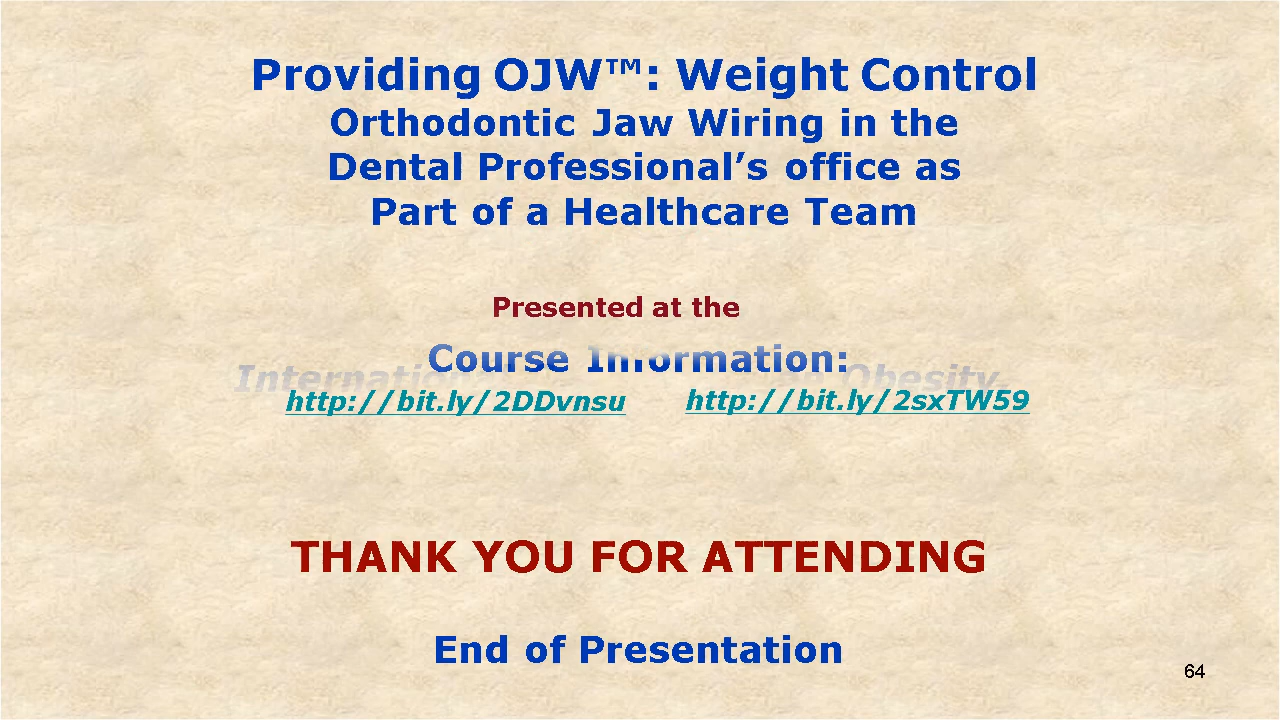 Providing OJW™: Weight Control
Orthodontic Jaw Wiring in the
Dental Professional’s office as
Part of a Healthcare Team
Presented at the
Course Information:
International Obesity
http://bit.ly/2DDvnsu http://bit.ly/2sxTW59
THANK YOU FOR ATTENDING
End of Presentation
64